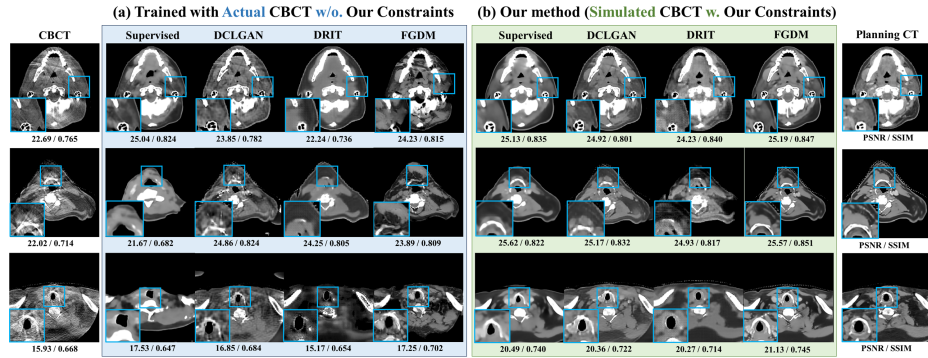 (a) Trained with Actual CBCT w/o. Our Constraints
(b) Our method (Simulated CBCT w. Our Constraints)
CBCT Supervised DCLGAN DRIT FGDM Supervised DCLGAN DRIT FGDM Planning CT
22.69 / 0.765 25.04 / 0.824 23.85 / 0.782 22.24 / 0.736 24.23 / 0.815 25.13 / 0.835 24.92 / 0.801 24.23 / 0.840 25.19 / 0.847 PSNR / SSIM
22.02 / 0.714 21.67 / 0.682 24.86 / 0.824 24.25 / 0.805 23.89 / 0.809 25.62 / 0.822 25.17 / 0.832 24.93 / 0.817 25.57 / 0.851 PSNR / SSIM
15.93 / 0.668 17.53 / 0.647 16.85 / 0.684 15.17 / 0.654 17.25 / 0.702 20.49 / 0.740 20.36 / 0.722 20.27 / 0.714 21.13 / 0.745 PSNR / SSIM